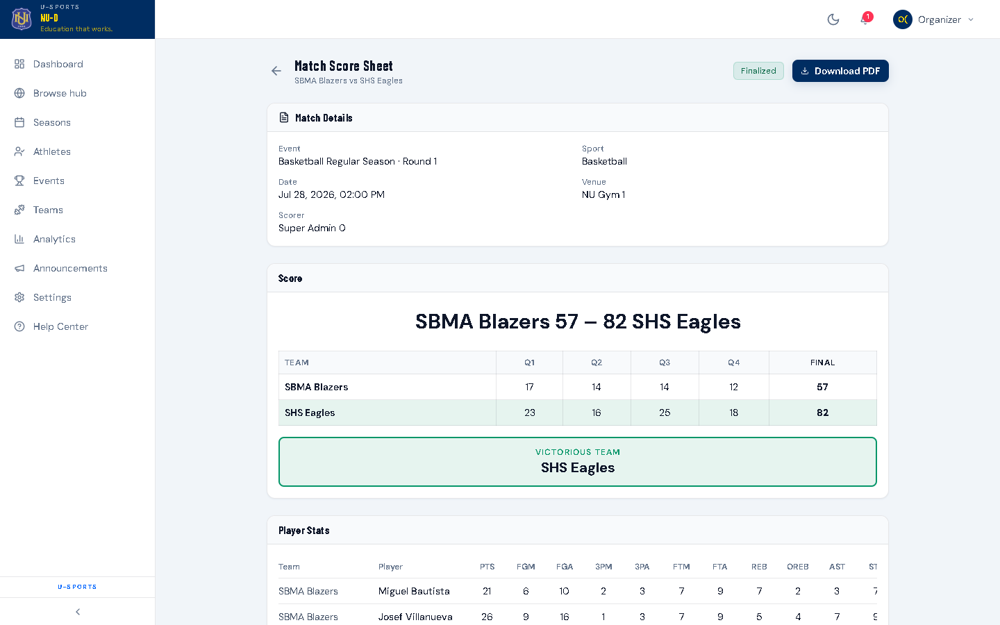 U-SPORTS
NU-D
Education that works.
1
O(
Organizer
Dashboard
Browse hub
Seasons
Athletes
Events
Teams
Analytics
Announcements
Settings
Help Center
U-SPORTS
Match Score Sheet
SBMA Blazers vs SHS Eagles
Finalized
Download PDF
Match Details
Event
Basketball Regular Season · Round 1
Sport
Basketball
Date
Jul 28, 2026, 02:00 PM
Venue
NU Gym 1
Scorer
Super Admin 0
Score
SBMA Blazers 57 – 82 SHS Eagles
TEAM Q1 Q2 Q3 Q4 FINAL
SBMA Blazers 17 14 14 12 57
SHS Eagles 23 16 25 18 82
VICTORIOUS TEAM
SHS Eagles
Player Stats
Team Player PTS FGM FGA 3PM 3PA FTM FTA REB OREB AST
SBMA Blazers Miguel Bautista 21 6 10 2 3 7 9 7 2 3
SBMA Blazers Josef Villanueva 26 9 16 1 3 7 9 5 4 7